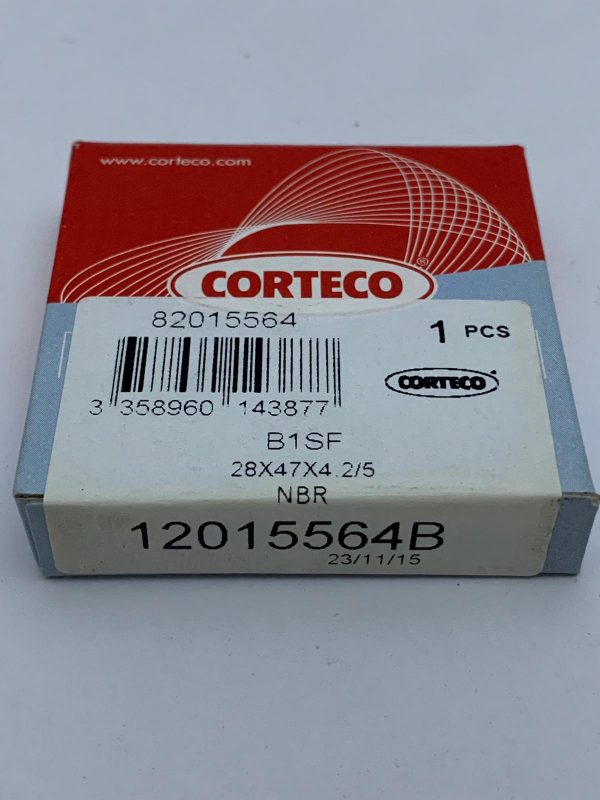 www.corteco.com
CORTECO®
82015564
1 PCS
CORTECO
3 358960 143877
B1SF
28X47X4.2/5
NBR
12015564B
23/11/15